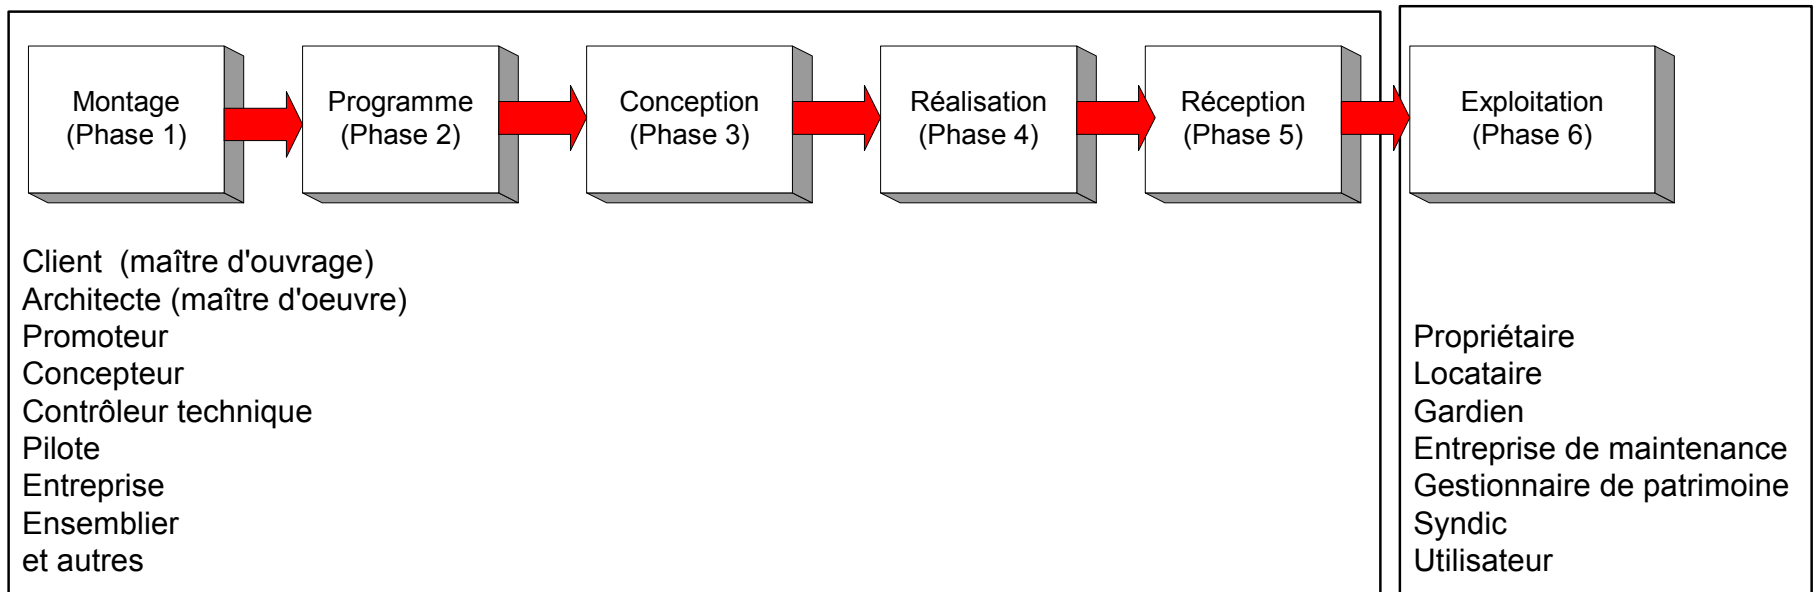 Montage
(Phase 1)
Programme
(Phase 2)
Conception
(Phase 3)
Réalisation
(Phase 4)
Réception
(Phase 5)
Exploitation
(Phase 6)
Client  (maître d'ouvrage)
Architecte (maître d'oeuvre)
Promoteur
Concepteur
Contrôleur technique
Pilote
Entreprise
Ensemblier
et autres
Propriétaire
Locataire
Gardien
Entreprise de maintenance
Gestionnaire de patrimoine
Syndic
Utilisateur